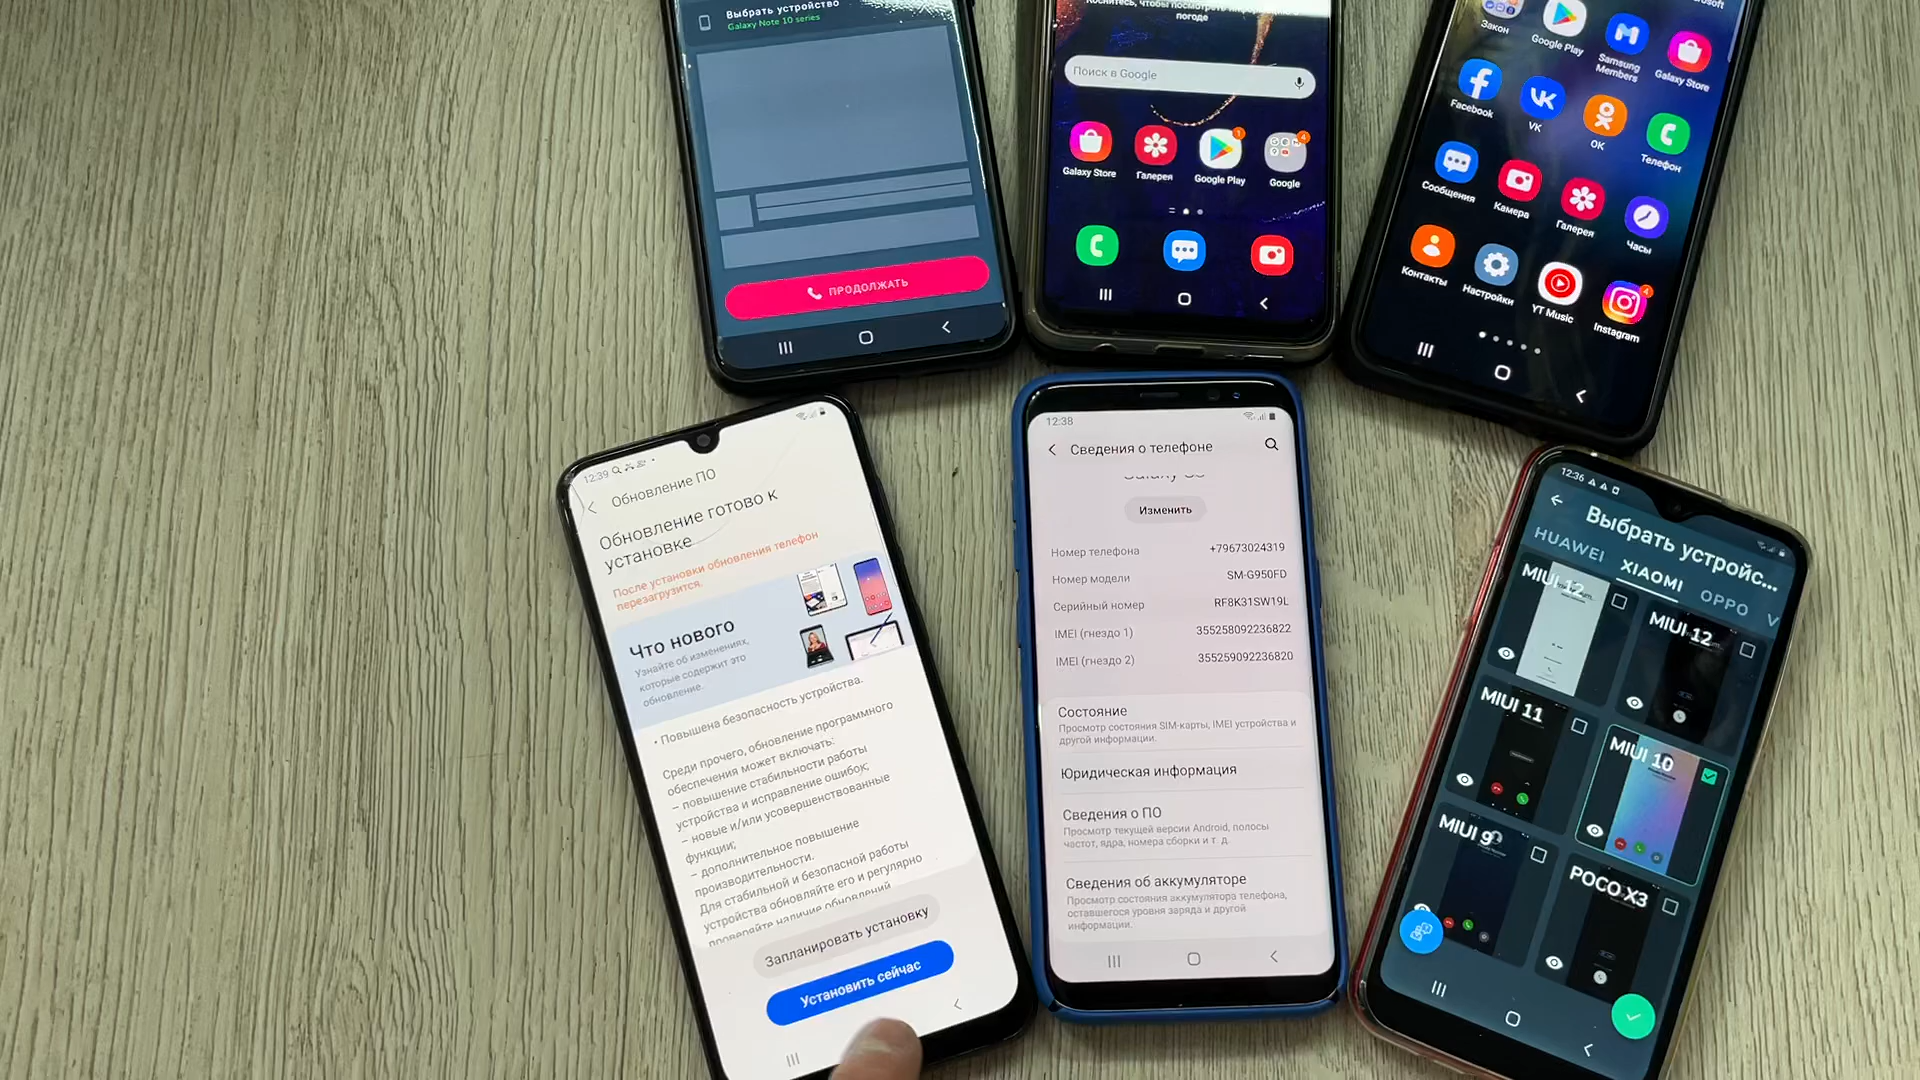 Выбрать устройство
Galaxy Note 10 series
ПРОДОЛЖАТЬ
погоде
Поиск в Google
Galaxy Store
Галерея
Google Play
1
Google
4
Закон
Google Play
Samsung Members
Galaxy Store
Facebook
VK
OK
Телефон
Сообщения
Камера
Галерея
Часы
Контакты
Настройки
YT Music
Instagram
4
12:39
Обновление ПО
Обновление готово к
установке
После установки обновления телефон
перезагрузится.
Что нового
Узнайте об изменениях,
которые содержит это
обновление.
• Повышена безопасность устройства.
Среди прочего, обновление программного
обеспечения может включать:
– повышение стабильности работы
устройства и исправление ошибок;
– новые и/или усовершенствованные
функции;
– дополнительное повышение
производительности.
Для стабильной и безопасной работы
устройства обновляйте его и регулярно
проверяйте наличие обновлений
Запланировать установку
Установить сейчас
12:38
Сведения о телефоне
Изменить
Номер телефона +79673024319
Номер модели SM-G950FD
Серийный номер RF8K31SW19L
IMEI (гнездо 1) 355258092236822
IMEI (гнездо 2) 355259092236820
Состояние
Просмотр состояния SIM-карты, IMEI устройства и
другой информации.
Юридическая информация
Сведения о ПО
Просмотр текущей версии Android, полосы
частот, ядра, номера сборки и т. д.
Сведения об аккумуляторе
Просмотр состояния аккумулятора телефона,
оставшегося уровня заряда и другой
информации.
12:36
Выбрать устройс...
HUAWEI XIAOMI OPPO V
MIUI 12
MIUI 12
MIUI 11
MIUI 10
MIUI 9
POCO X3